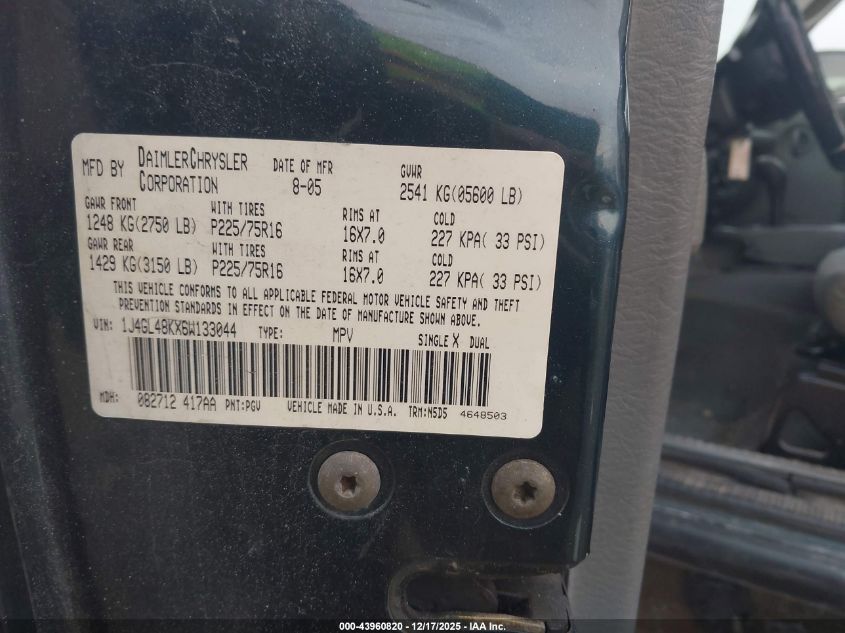 MFD BY DAIMLERCHRYSLER CORPORATION DATE OF MFR 8-05 GVWR 2541 KG(05600 LB)
GAWR FRONT WITH TIRES RIMS AT COLD
1248 KG(2750 LB) P225/75R16 16X7.0 227 KPA( 33 PSI)
GAWR REAR WITH TIRES RIMS AT COLD
1429 KG(3150 LB) P225/75R16 16X7.0 227 KPA( 33 PSI)
THIS VEHICLE CONFORMS TO ALL APPLICABLE FEDERAL MOTOR VEHICLE SAFETY AND THEFT
PREVENTION STANDARDS IN EFFECT ON THE DATE OF MANUFACTURE SHOWN ABOVE.
VIN: 1J4GL48KX6W133044 TYPE: MPV SINGLE X DUAL
MDH: 082712 417AA PNT:PGV VEHICLE MADE IN U.S.A. TRM:N5D5 4648503
000-43960820 - 12/17/2025 - IAA Inc.